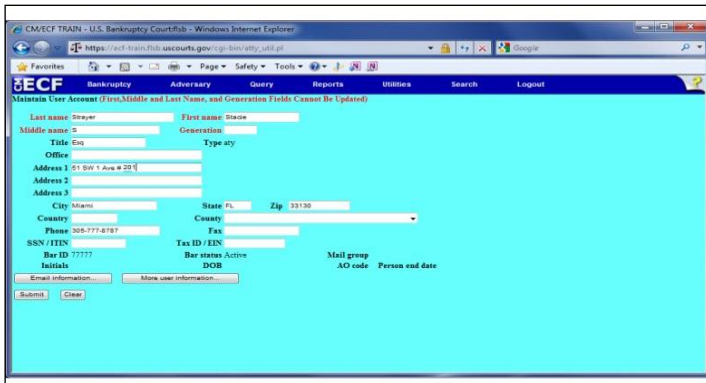 CM/ECF TRAIN - U.S. Bankruptcy Court:flsb - Windows Internet Explorer
https://ecf-train.flsb.uscourts.gov/cgi-bin/atty_util.pl
Google
Favorites Page Safety Tools
ECF Bankruptcy Adversary Query Reports Utilities Search Logout ?
Maintain User Account (First,Middle and Last Name, and Generation Fields Cannot Be Updated)
Last name Strayer First name Stacie
Middle name S Generation
Title Esq Type aty
Office
Address 1 51 SW 1 Ave # 201
Address 2
Address 3
City Miami State FL Zip 33130
Country County
Phone 305-777-8787 Fax
SSN / ITIN Tax ID / EIN
Bar ID 77777 Bar status Active Mail group
Initials DOB AO code Person end date
Email information... More user information...
Submit Clear